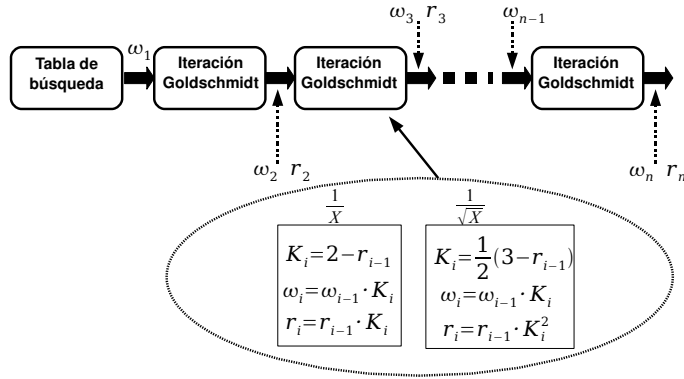 ω₃ r₃
ωₙ₋₁
Tabla de
búsqueda
ω₁
Iteración
Goldschmidt
Iteración
Goldschmidt
Iteración
Goldschmidt
ω₂ r₂
ωₙ rₙ
1/X
Kᵢ=2−rᵢ₋₁
ωᵢ=ωᵢ₋₁·Kᵢ
rᵢ=rᵢ₋₁·Kᵢ
1/√X
Kᵢ=1/2(3−rᵢ₋₁)
ωᵢ=ωᵢ₋₁·Kᵢ
rᵢ=rᵢ₋₁·Kᵢ²